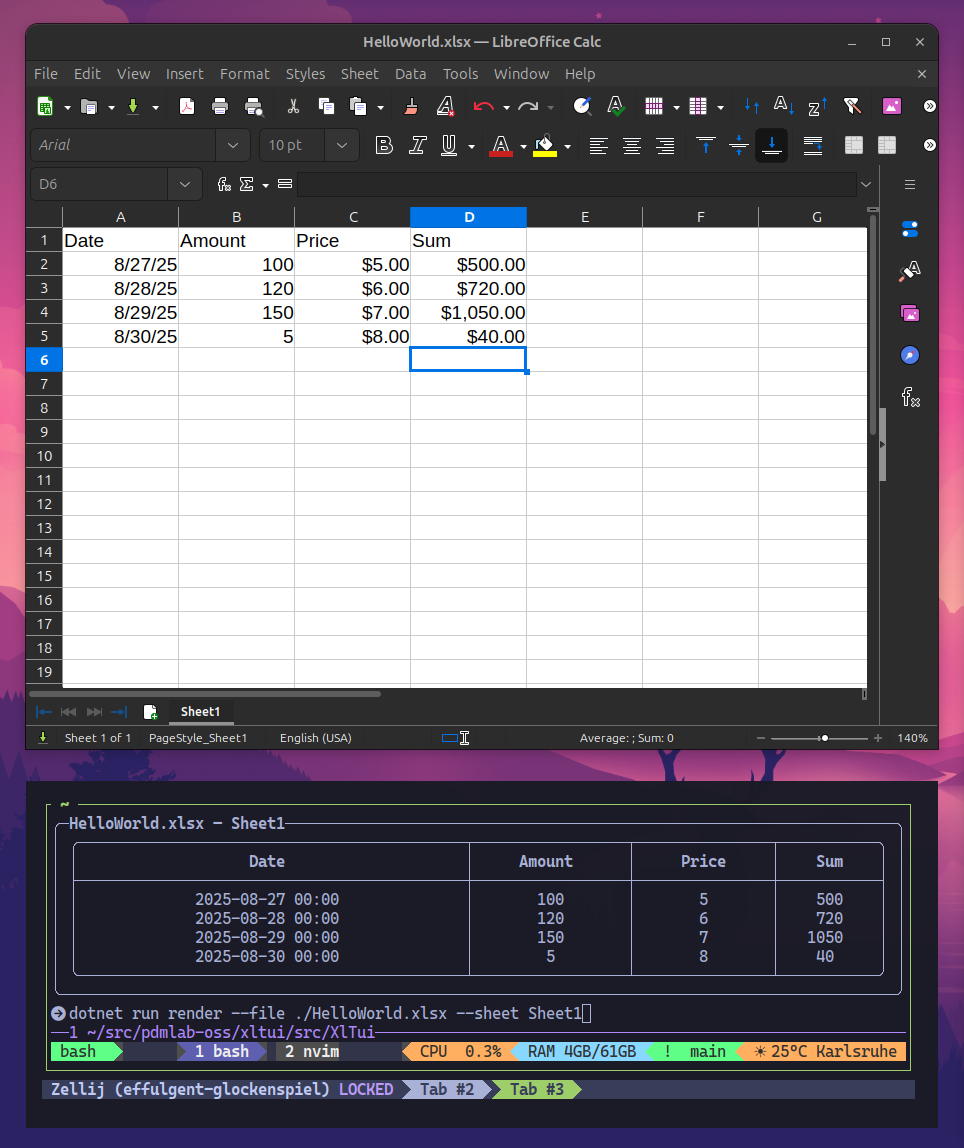 HelloWorld.xlsx — LibreOffice Calc
File Edit View Insert Format Styles Sheet Data Tools Window Help
Arial 10 pt
D6
A B C D E F G
1 Date Amount Price Sum
2 8/27/25 100 $5.00 $500.00
3 8/28/25 120 $6.00 $720.00
4 8/29/25 150 $7.00 $1,050.00
5 8/30/25 5 $8.00 $40.00
6
7
8
9
10
11
12
13
14
15
16
17
18
19
Sheet1
Sheet 1 of 1 PageStyle_Sheet1 English (USA) Average: ; Sum: 0 140%
~
HelloWorld.xlsx — Sheet1
Date Amount Price Sum
2025-08-27 00:00 100 5 500
2025-08-28 00:00 120 6 720
2025-08-29 00:00 150 7 1050
2025-08-30 00:00 5 8 40
dotnet run render --file ./HelloWorld.xlsx --sheet Sheet1
1 ~/src/pdmlab-oss/xltui/src/XlTui
bash 1 bash 2 nvim CPU 0.3% RAM 4GB/61GB ! main 25°C Karlsruhe
Zellij (effulgent-glockenspiel) LOCKED Tab #2 Tab #3